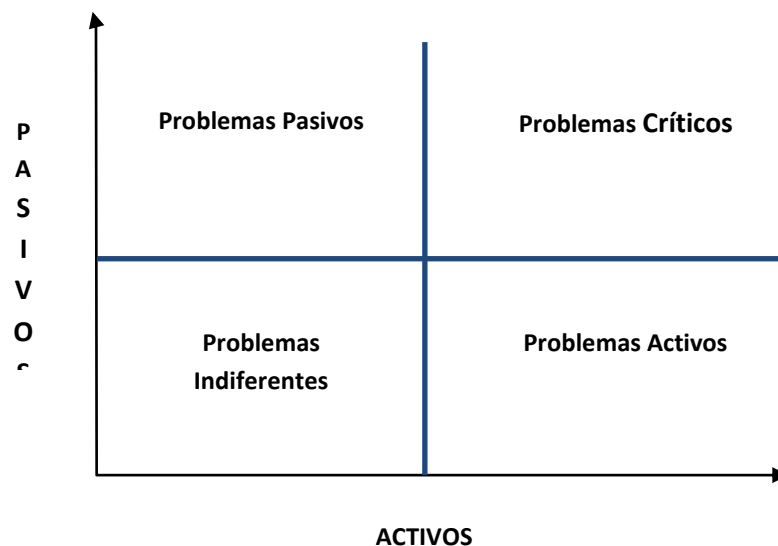 Problemas Pasivos
Problemas Críticos
P
A
S
I
V
O
S
Problemas
Indiferentes
Problemas Activos
ACTIVOS